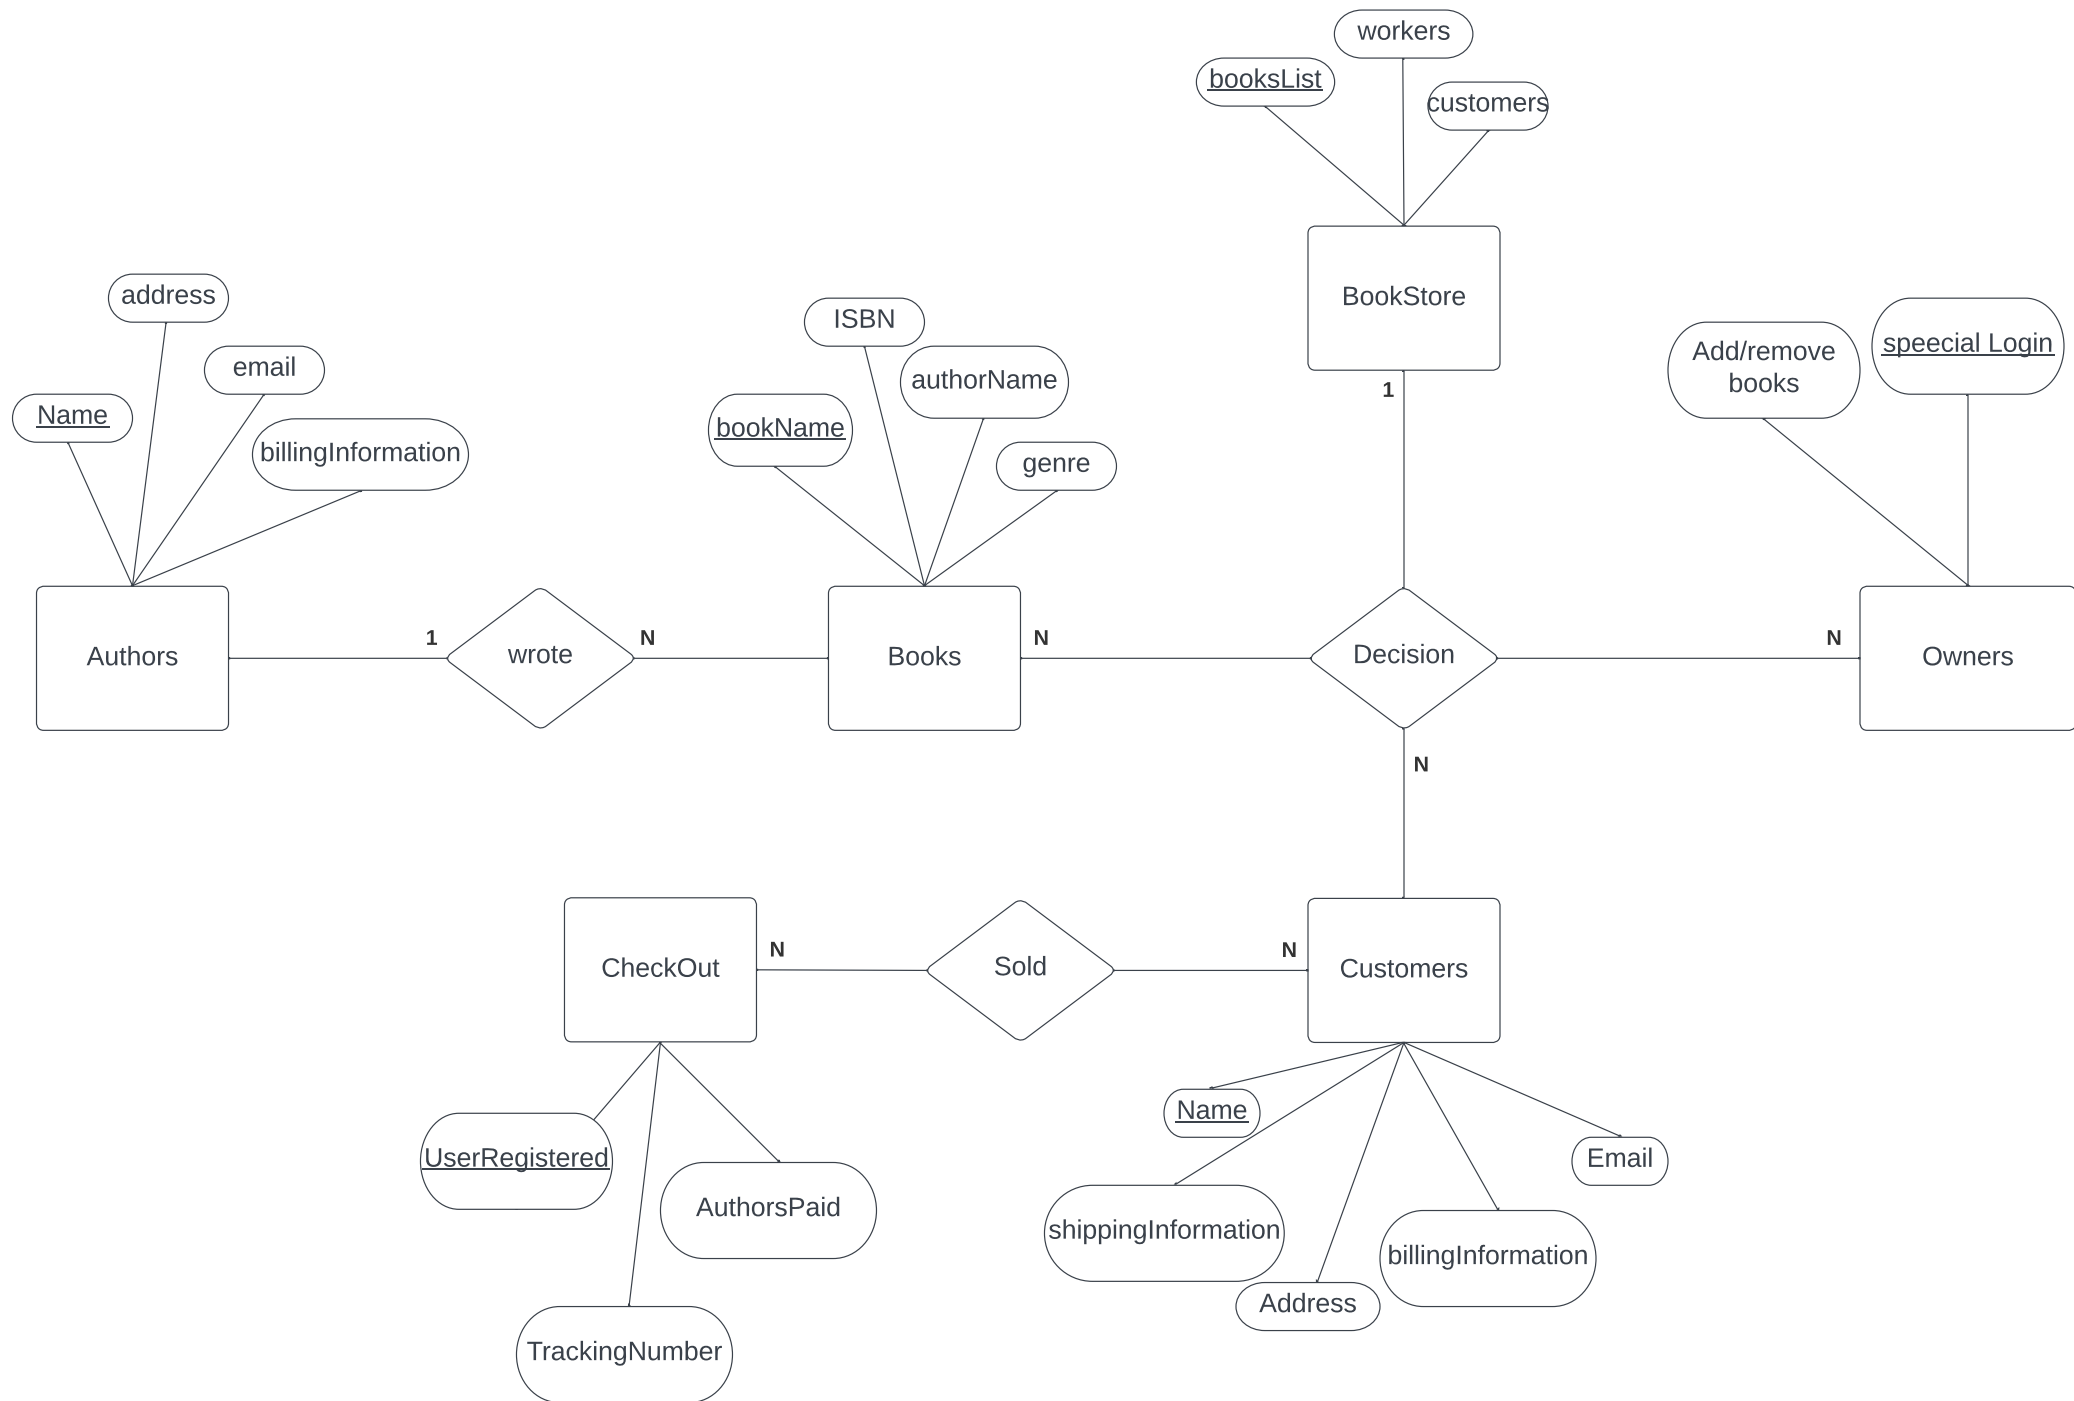 workers
booksList
customers
BookStore
address
ISBN
speecial Login
Add/remove
books
email
authorName
1
Name
bookName
billingInformation
genre
Authors
1
wrote
N
Books
N
Decision
N
Owners
N
CheckOut
N
Sold
N
Customers
Name
UserRegistered
Email
AuthorsPaid
shippingInformation
billingInformation
Address
TrackingNumber